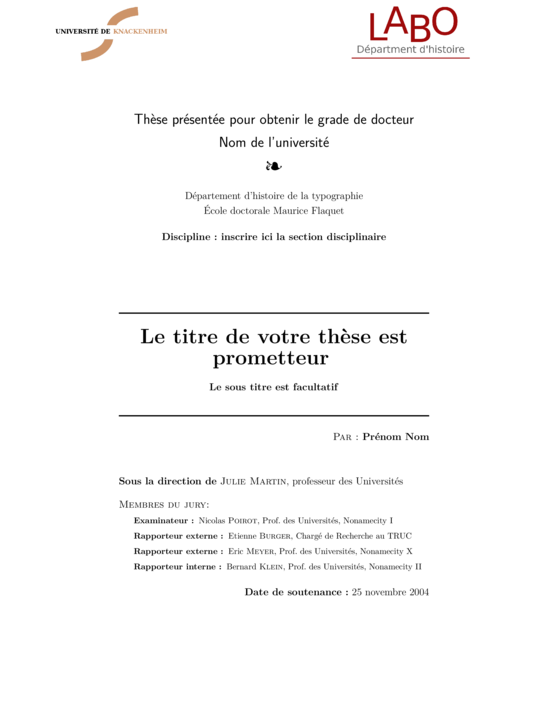 UNIVERSITÉ DE KNACKENHEIM
LABO
Départment d'histoire
Thèse présentée pour obtenir le grade de docteur
Nom de l'université
Département d'histoire de la typographie
École doctorale Maurice Flaquet
Discipline : inscrire ici la section disciplinaire
Le titre de votre thèse est
prometteur
Le sous titre est facultatif
Par : Prénom Nom
Sous la direction de Julie Martin, professeur des Universités
Membres du jury:
Examinateur : Nicolas Poirot, Prof. des Universités, Nonamecity I
Rapporteur externe : Etienne Burger, Chargé de Recherche au TRUC
Rapporteur externe : Eric Meyer, Prof. des Universités, Nonamecity X
Rapporteur interne : Bernard Klein, Prof. des Universités, Nonamecity II
Date de soutenance : 25 novembre 2004